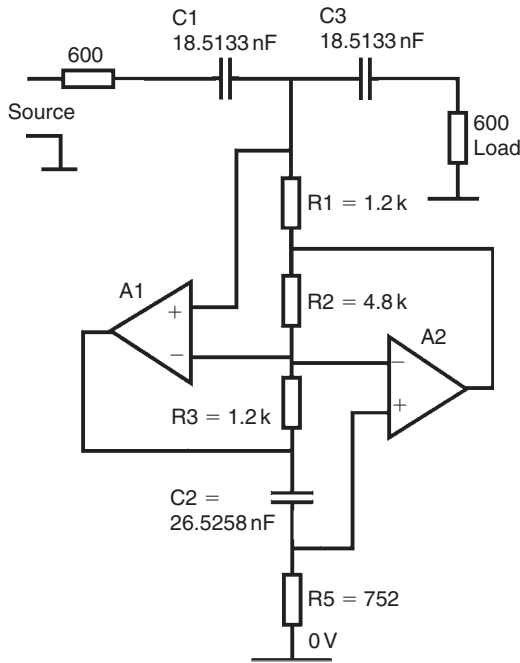 C1
18.5133 nF
C3
18.5133 nF
600
Source
600
Load
R1 = 1.2 k
A1
+
−
R2 = 4.8 k
A2
−
+
R3 = 1.2 k
C2 =
26.5258 nF
R5 = 752
0 V